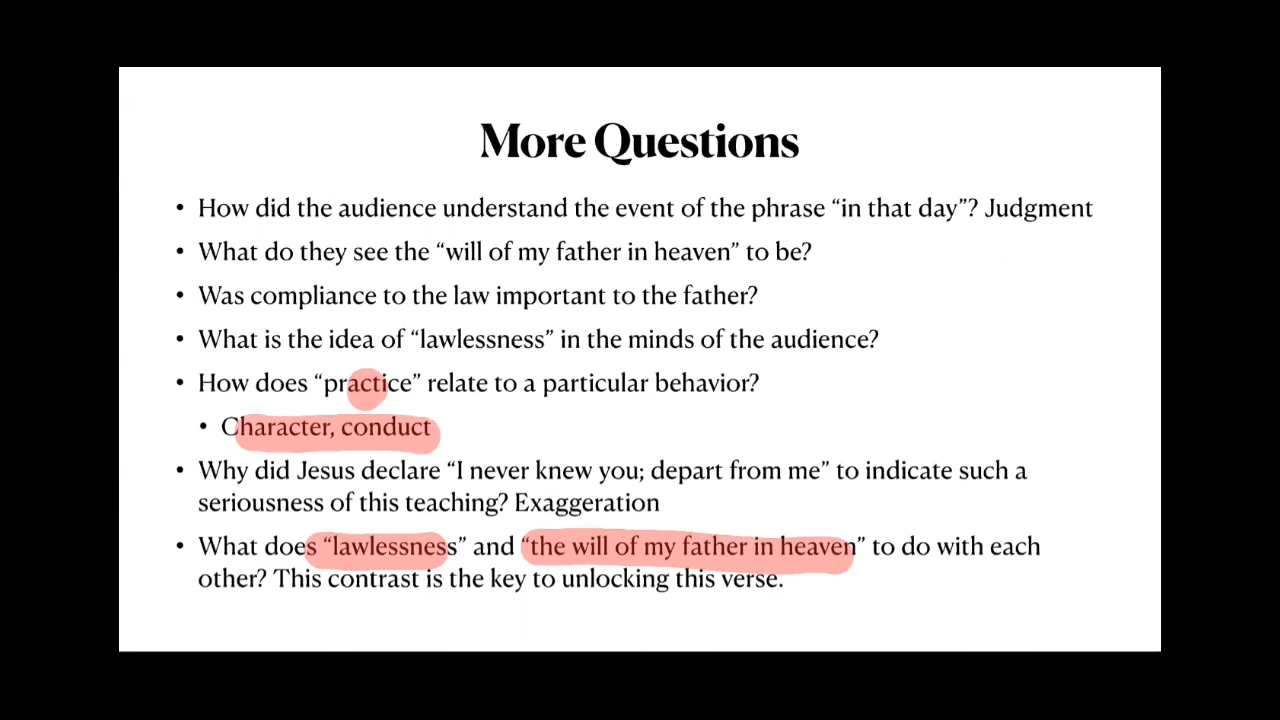 More Questions
• How did the audience understand the event of the phrase “in that day”? Judgment
• What do they see the “will of my father in heaven” to be?
• Was compliance to the law important to the father?
• What is the idea of “lawlessness” in the minds of the audience?
• How does “practice” relate to a particular behavior?
• Character, conduct
• Why did Jesus declare “I never knew you; depart from me” to indicate such a
seriousness of this teaching? Exaggeration
• What does “lawlessness” and “the will of my father in heaven” to do with each
other? This contrast is the key to unlocking this verse.